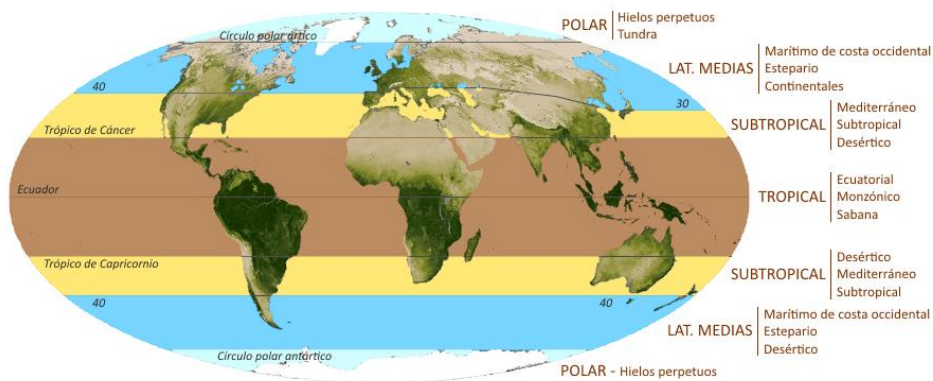 POLAR
Hielos perpetuos
Tundra
Círculo polar ártico
LAT. MEDIAS
Marítimo de costa occidental
Estepario
Continentales
40
30
SUBTROPICAL
Mediterráneo
Subtropical
Desértico
Trópico de Cáncer
Ecuador
TROPICAL
Ecuatorial
Monzónico
Sabana
Trópico de Capricornio
SUBTROPICAL
Desértico
Mediterráneo
Subtropical
40
40
LAT. MEDIAS
Marítimo de costa occidental
Estepario
Desértico
Círculo polar antártico
POLAR - Hielos perpetuos